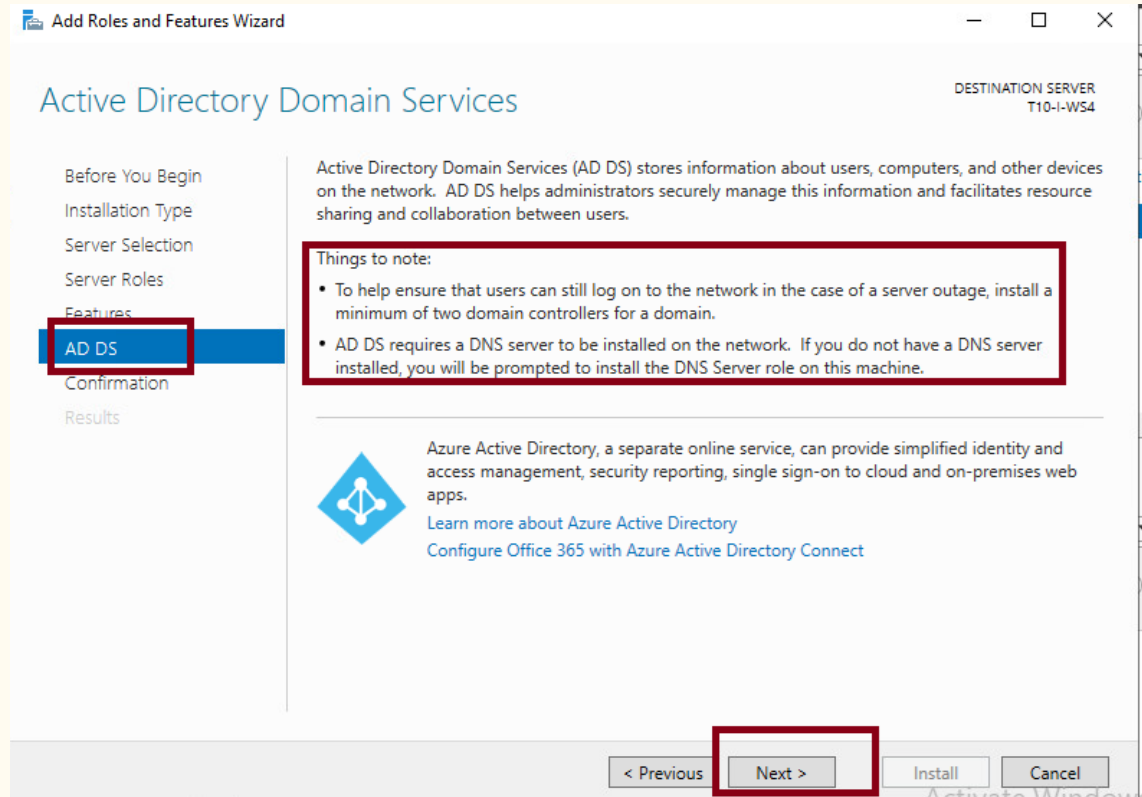 Add Roles and Features Wizard
Active Directory Domain Services
DESTINATION SERVER
T10-I-WS4
Before You Begin
Installation Type
Server Selection
Server Roles
Features
AD DS
Confirmation
Results
Active Directory Domain Services (AD DS) stores information about users, computers, and other devices
on the network.  AD DS helps administrators securely manage this information and facilitates resource
sharing and collaboration between users.
Things to note:
• To help ensure that users can still log on to the network in the case of a server outage, install a
minimum of two domain controllers for a domain.
• AD DS requires a DNS server to be installed on the network.  If you do not have a DNS server
installed, you will be prompted to install the DNS Server role on this machine.
Azure Active Directory, a separate online service, can provide simplified identity and
access management, security reporting, single sign-on to cloud and on-premises web
apps.
Learn more about Azure Active Directory
Configure Office 365 with Azure Active Directory Connect
< Previous
Next >
Install
Cancel